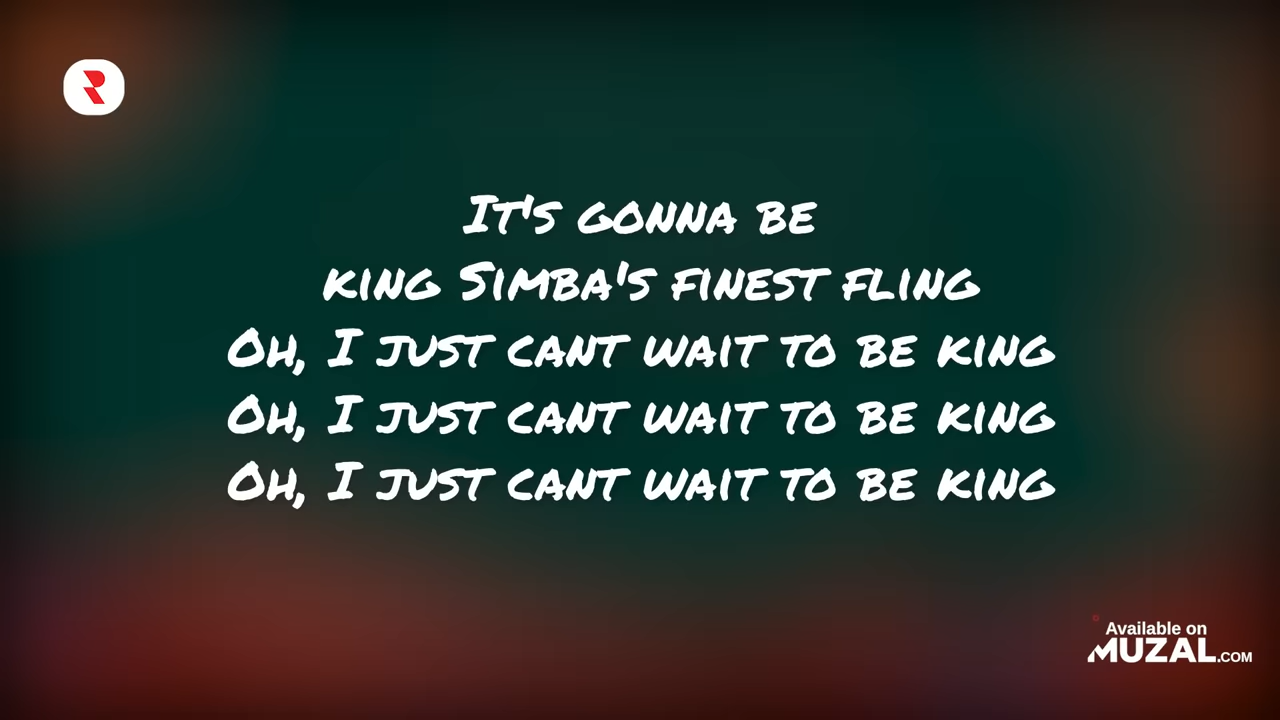 It's gonna be
king Simba's finest fling
Oh, I just cant wait to be king
Oh, I just cant wait to be king
Oh, I just cant wait to be king
Available on
MUZAL.COM